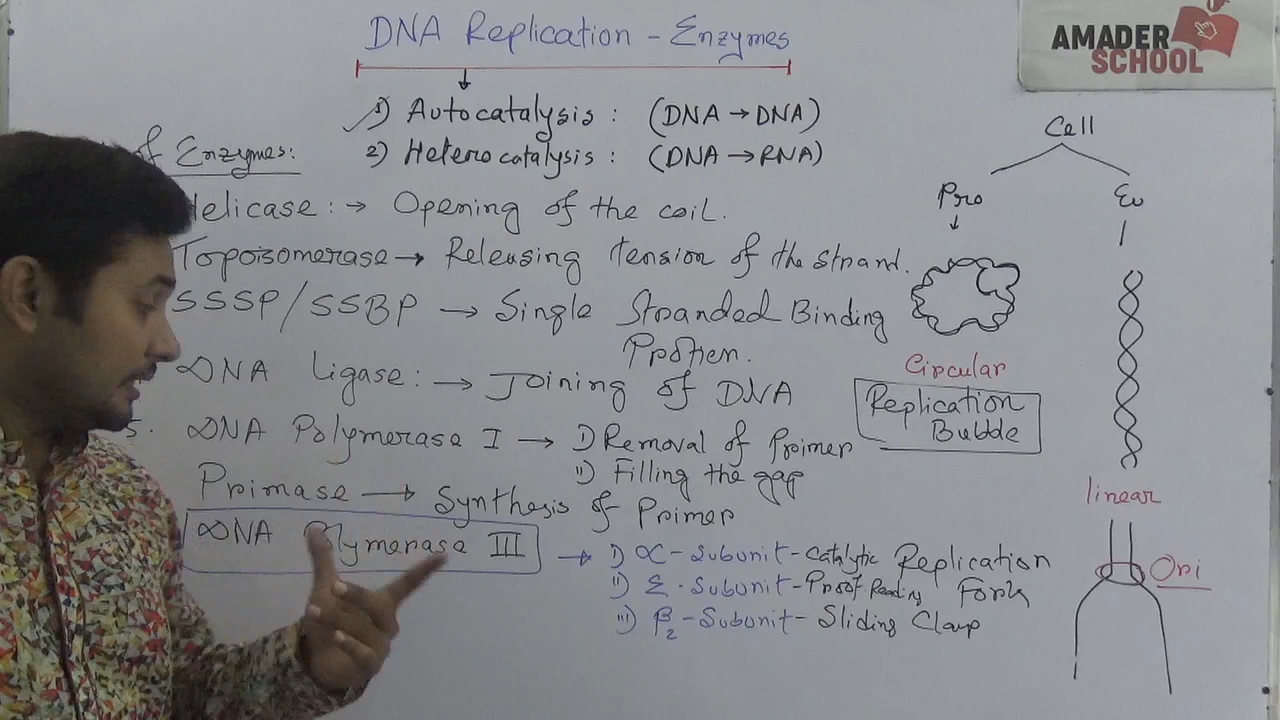 DNA Replication - Enzymes
AMADER
SCHOOL
1) Autocatalysis : (DNA → DNA)
2) Heterocatalysis : (DNA → RNA)
of Enzymes:
Helicase : → Opening of the coil.
Topoisomerase → Releasing tension of the strand.
SSSP/SSBP → Single Stranded Binding
Protien.
DNA Ligase : → Joining of DNA
5. DNA Polymerase I → i) Removal of Primer
ii) Filling the gap
Primase → Synthesis of Primer
DNA Polymerase III → i) α - Subunit - Catalytic
ii) Σ - Subunit - Proof Reading
iii) β2 - Subunit - Sliding Clamp
Cell
Pro
Eu
Circular
Replication
Bubble
linear
Replication
Fork
Ori